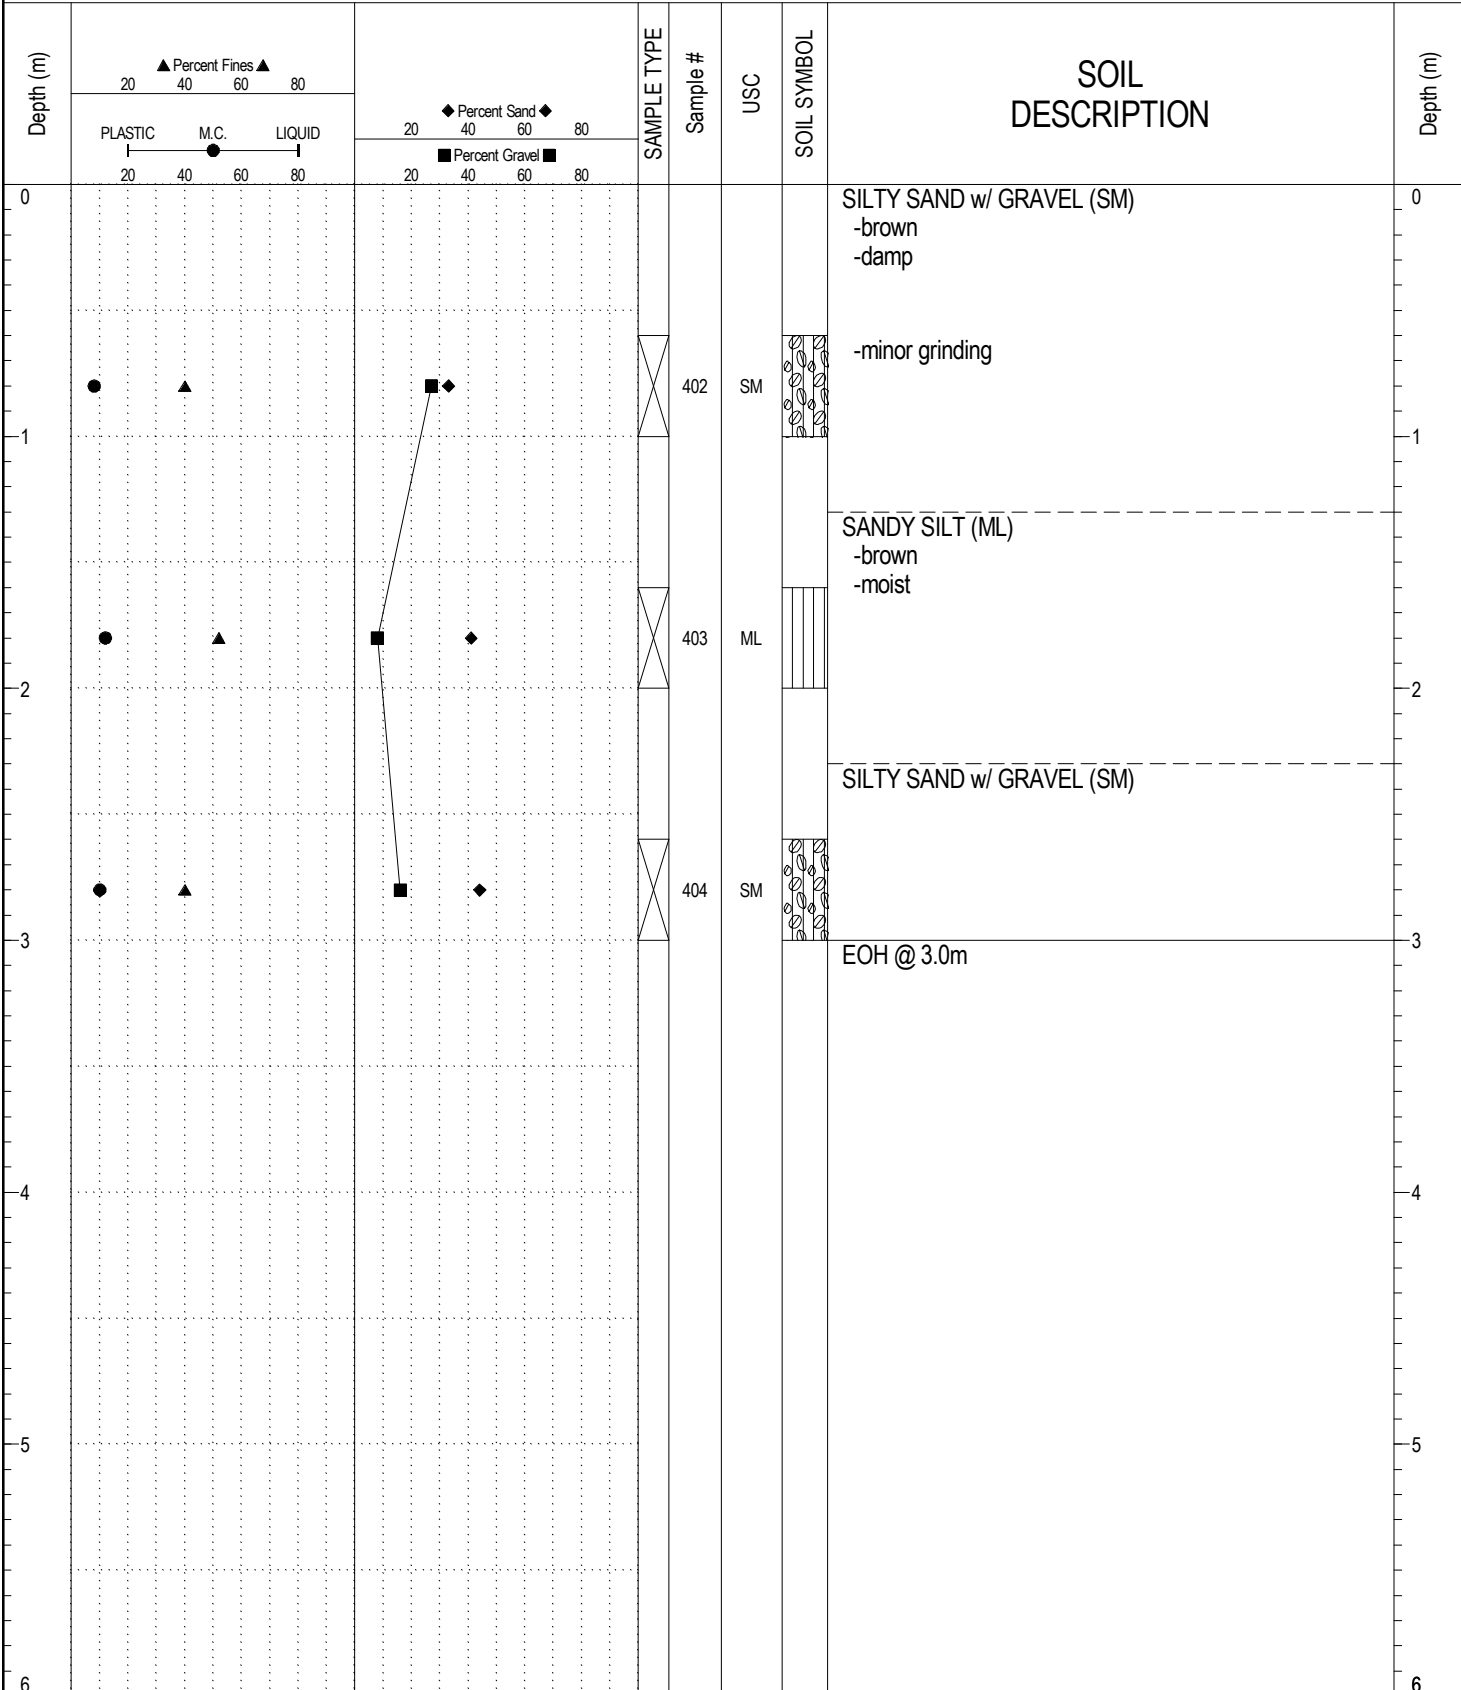 Depth (m)
▲ Percent Fines ▲
20 40 60 80
PLASTIC M.C. LIQUID
20 40 60 80
◆ Percent Sand ◆
20 40 60 80
■ Percent Gravel ■
20 40 60 80
SAMPLE TYPE
Sample #
USC
SOIL SYMBOL
SOIL
DESCRIPTION
Depth (m)
0 SILTY SAND w/ GRAVEL (SM) 0
-brown
-damp
-minor grinding
402 SM
1 1
SANDY SILT (ML)
-brown
-moist
403 ML
2 2
SILTY SAND w/ GRAVEL (SM)
404 SM
3 3
EOH @ 3.0m
4 4
5 5
6 6